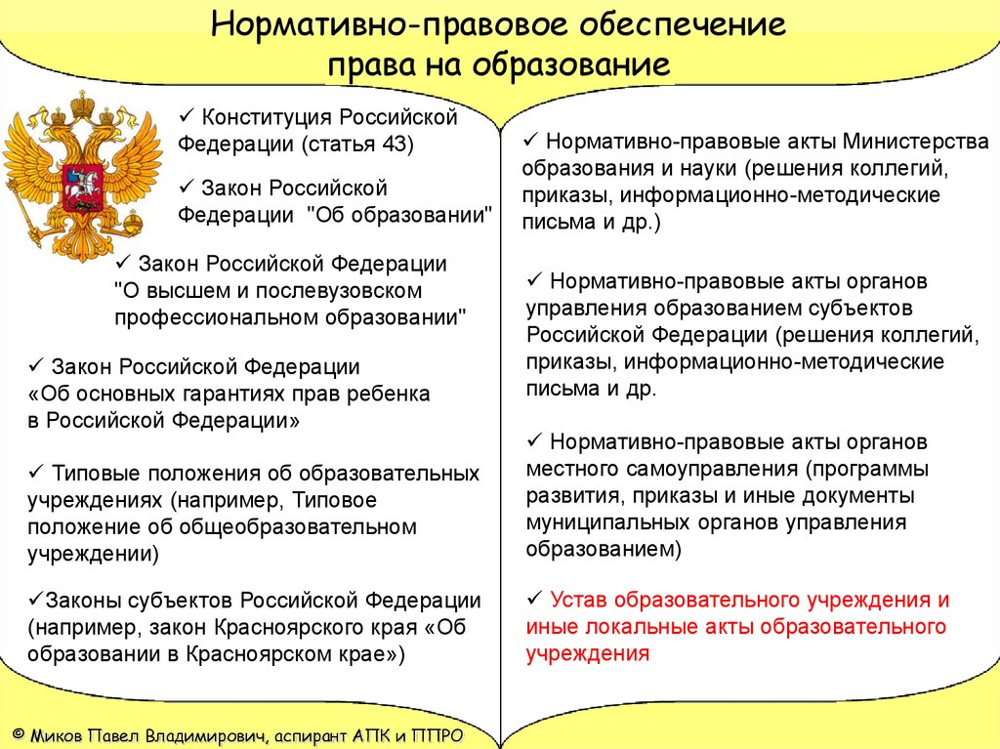 Нормативно-правовое обеспечение
права на образование
✓ Конституция Российской
Федерации (статья 43)
✓ Закон Российской
Федерации "Об образовании"
✓ Закон Российской Федерации
"О высшем и послевузовском
профессиональном образовании"
✓ Закон Российской Федерации
«Об основных гарантиях прав ребенка
в Российской Федерации»
✓ Типовые положения об образовательных
учреждениях (например, Типовое
положение об общеобразовательном
учреждении)
✓Законы субъектов Российской Федерации
(например, закон Красноярского края «Об
образовании в Красноярском крае»)
✓ Нормативно-правовые акты Министерства
образования и науки (решения коллегий,
приказы, информационно-методические
письма и др.)
✓ Нормативно-правовые акты органов
управления образованием субъектов
Российской Федерации (решения коллегий,
приказы, информационно-методические
письма и др.
✓ Нормативно-правовые акты органов
местного самоуправления (программы
развития, приказы и иные документы
муниципальных органов управления
образованием)
✓ Устав образовательного учреждения и
иные локальные акты образовательного
учреждения
© Миков Павел Владимирович, аспирант АПК и ППРО